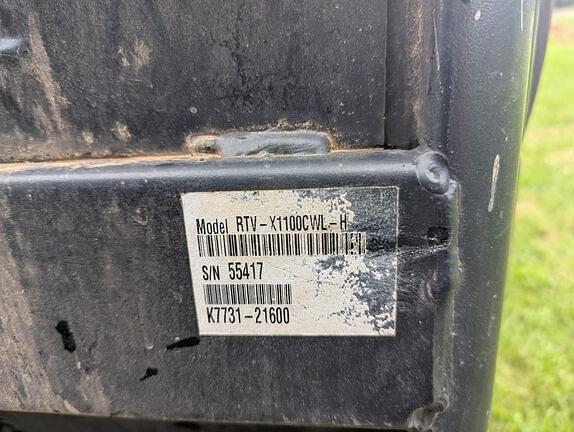 Model RTV-X1100CWL-H
S/N 55417
K7731-21600